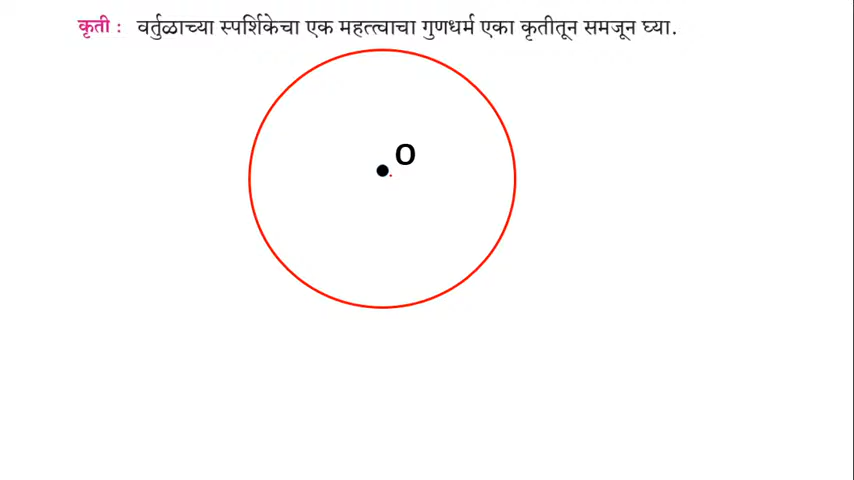 कृती : वर्तुळाच्या स्पर्शिकेचा एक महत्त्वाचा गुणधर्म एका कृतीतून समजून घ्या.
O